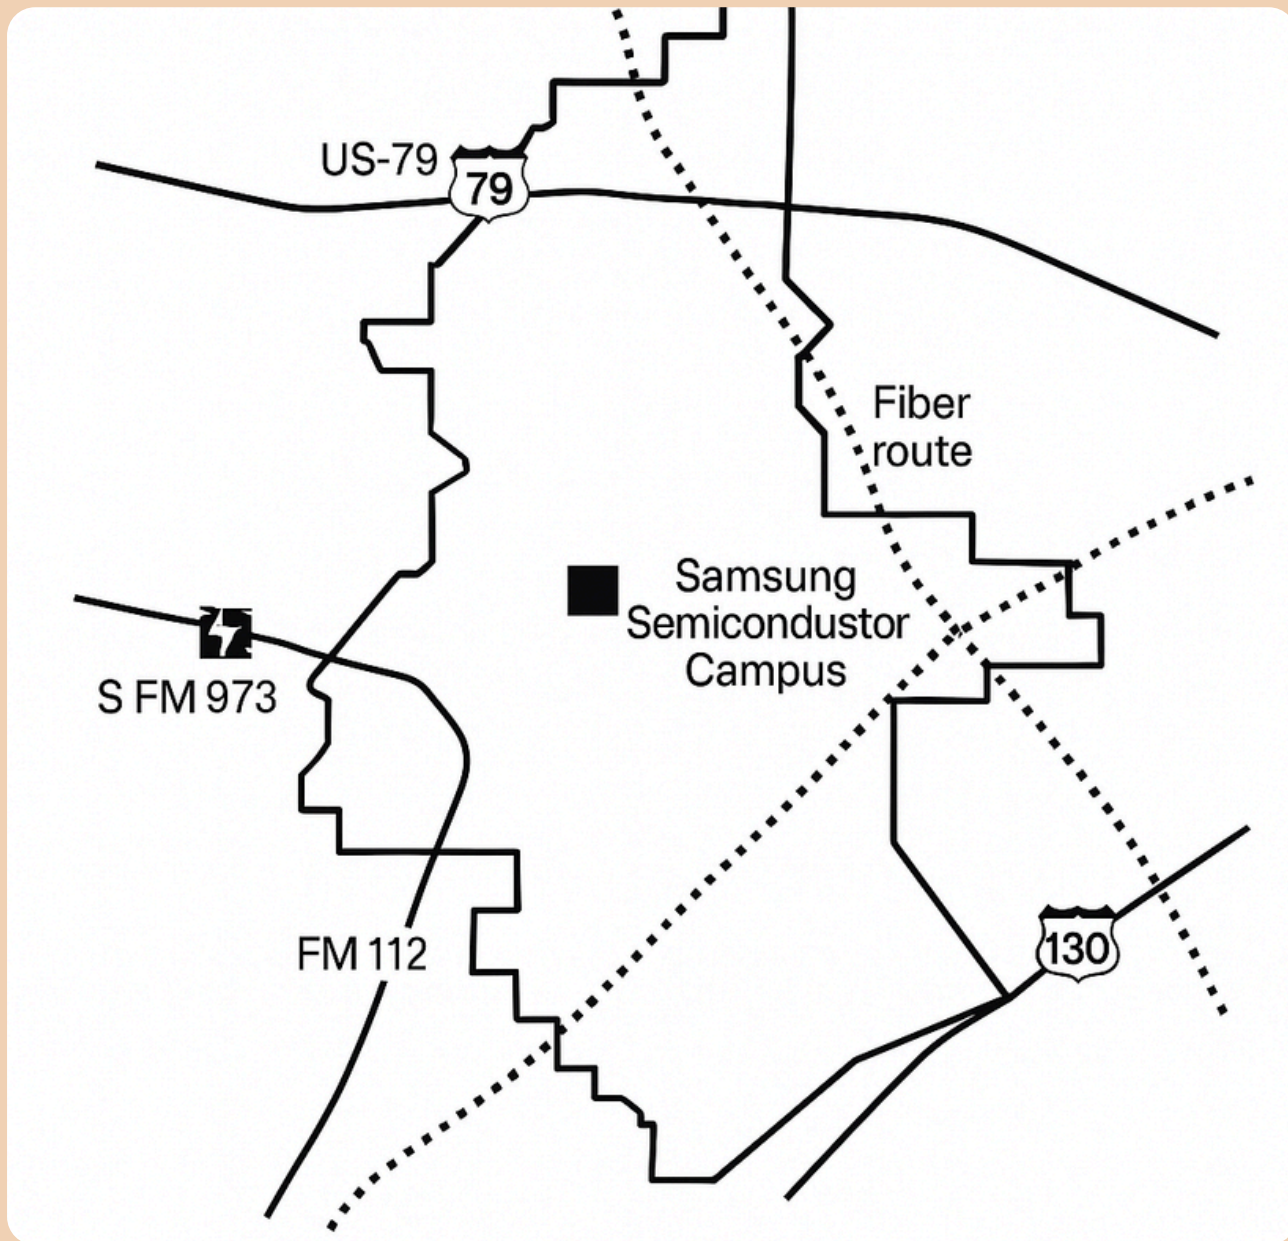 US-79
79
Fiber
route
Samsung
Semicondustor
Campus
S FM 973
FM 112
130